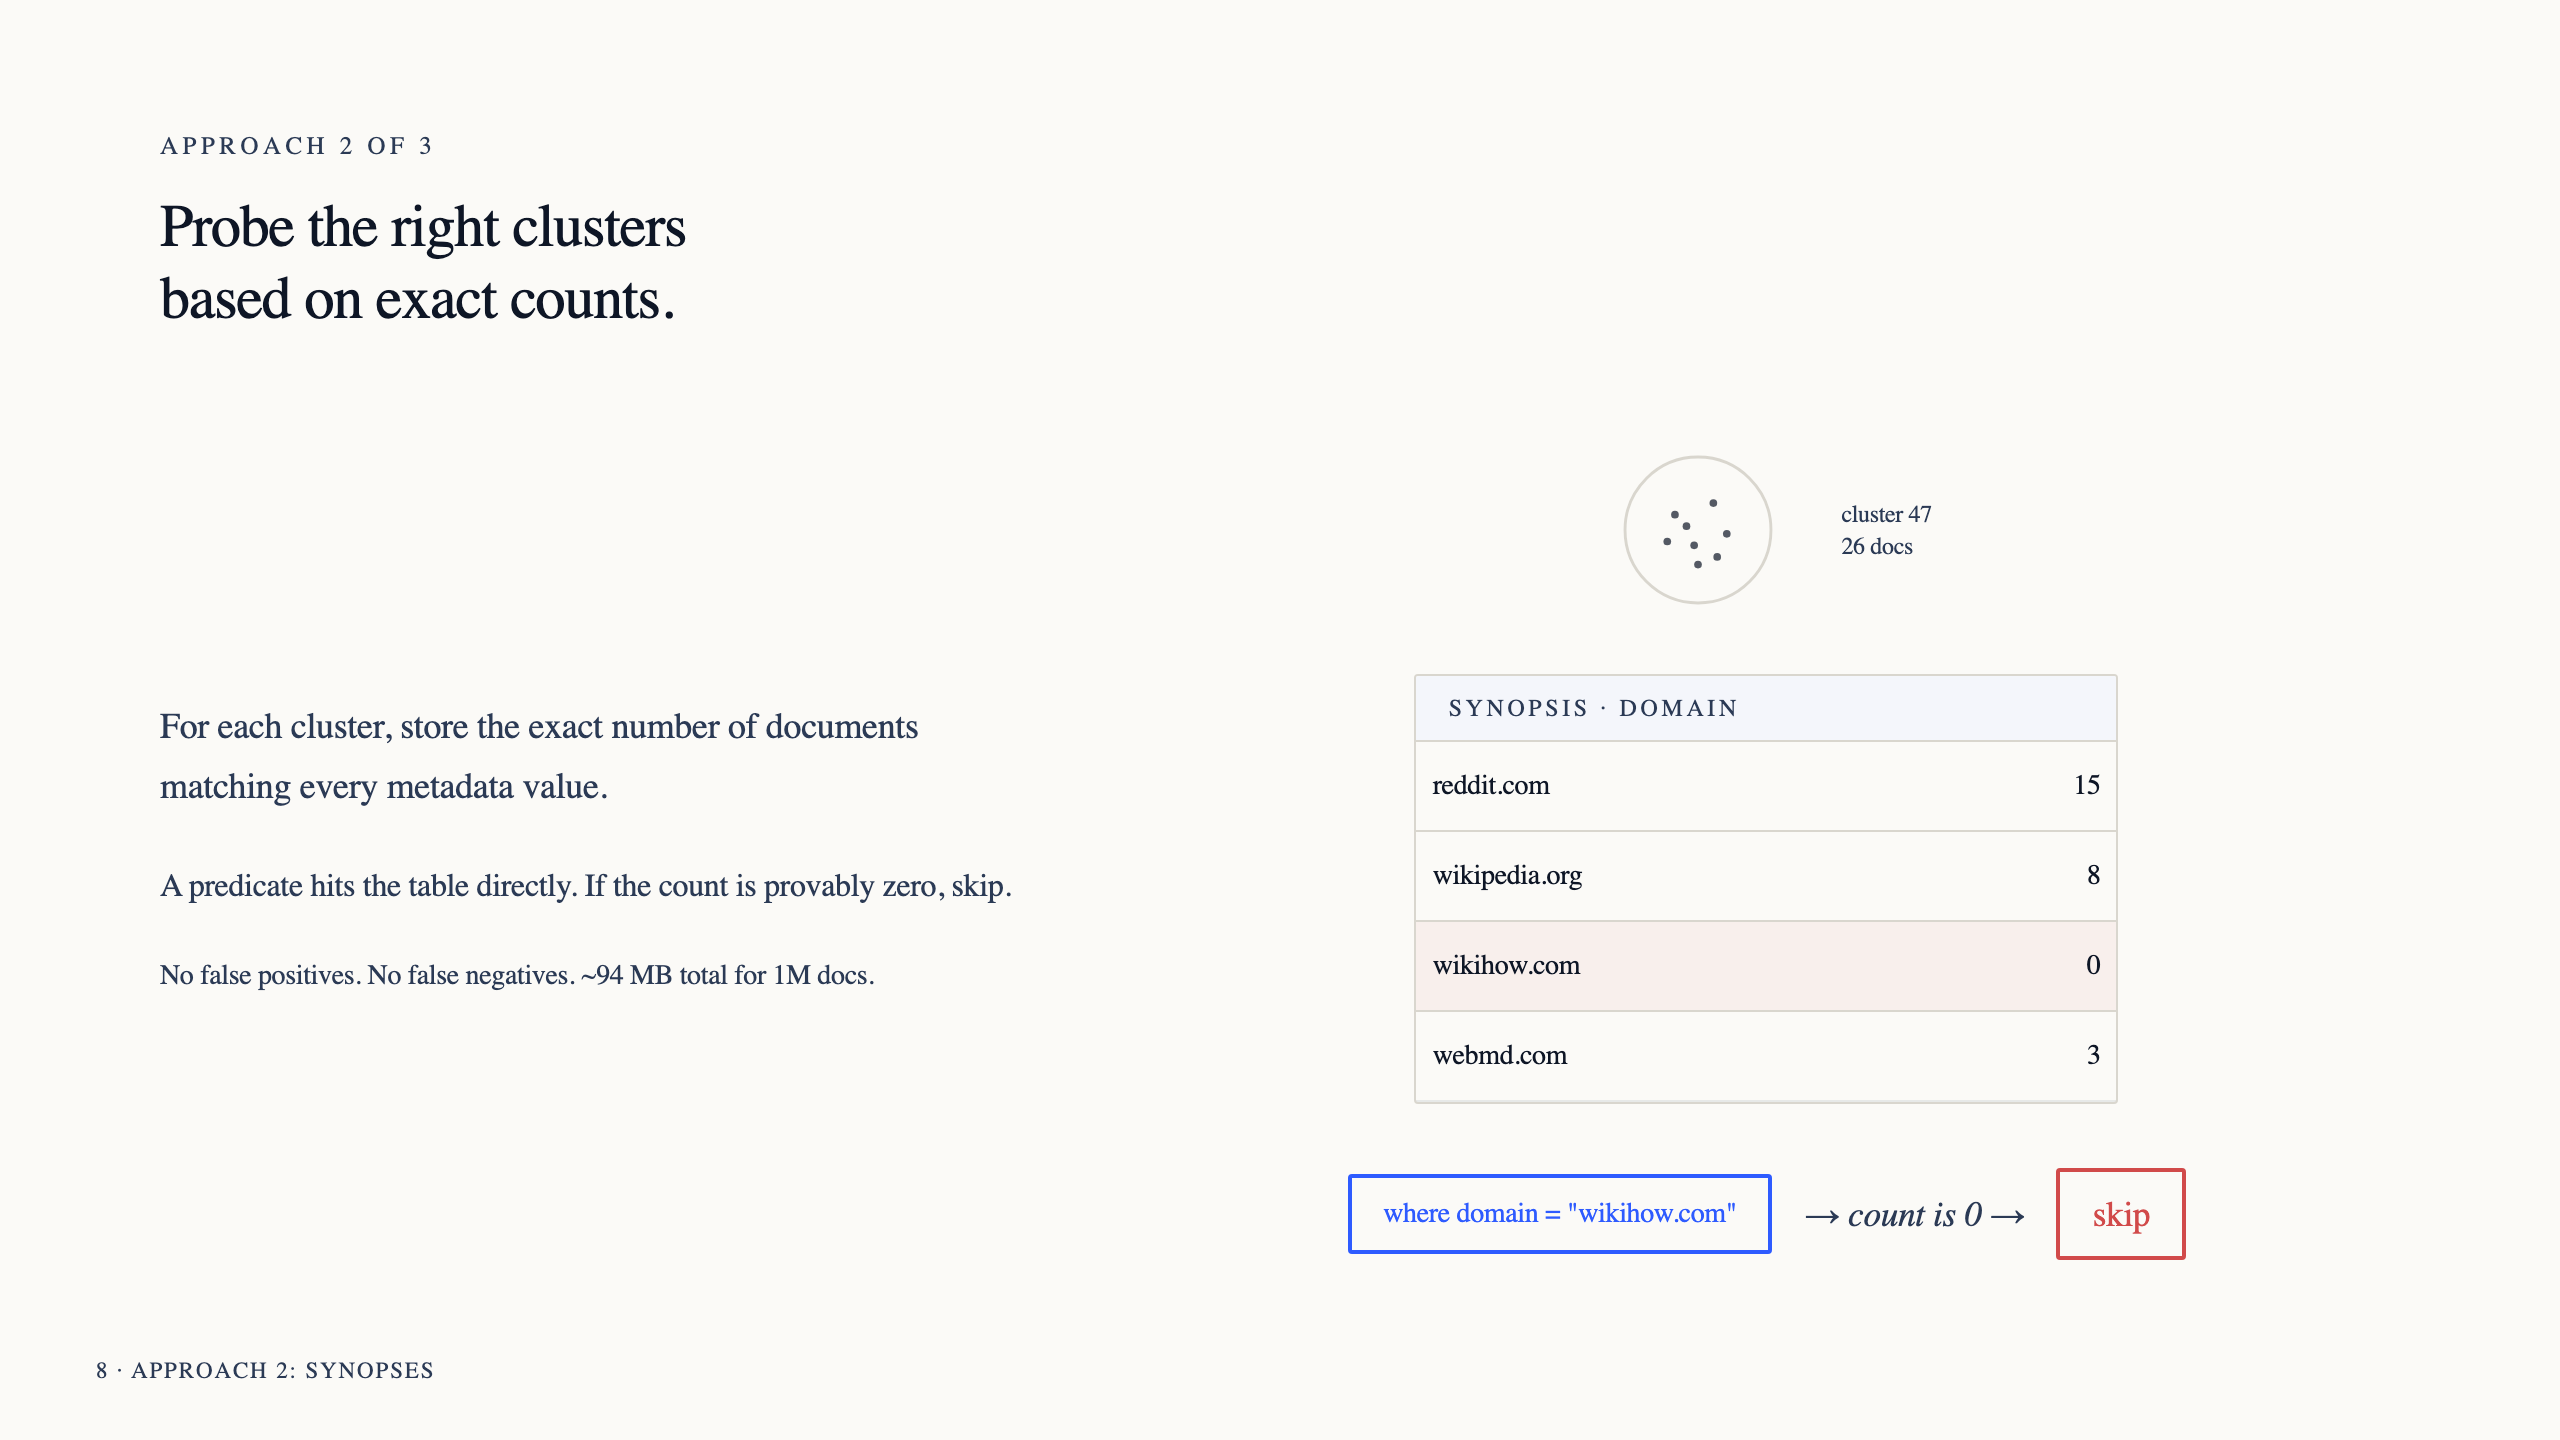 APPROACH 2 OF 3
Probe the right clusters
based on exact counts.
For each cluster, store the exact number of documents
matching every metadata value.
A predicate hits the table directly. If the count is provably zero, skip.
No false positives. No false negatives. ~94 MB total for 1M docs.
cluster 47
26 docs
SYNOPSIS · DOMAIN
reddit.com 15
wikipedia.org 8
wikihow.com 0
webmd.com 3
where domain = "wikihow.com" → count is 0 → skip
8 · APPROACH 2: SYNOPSES